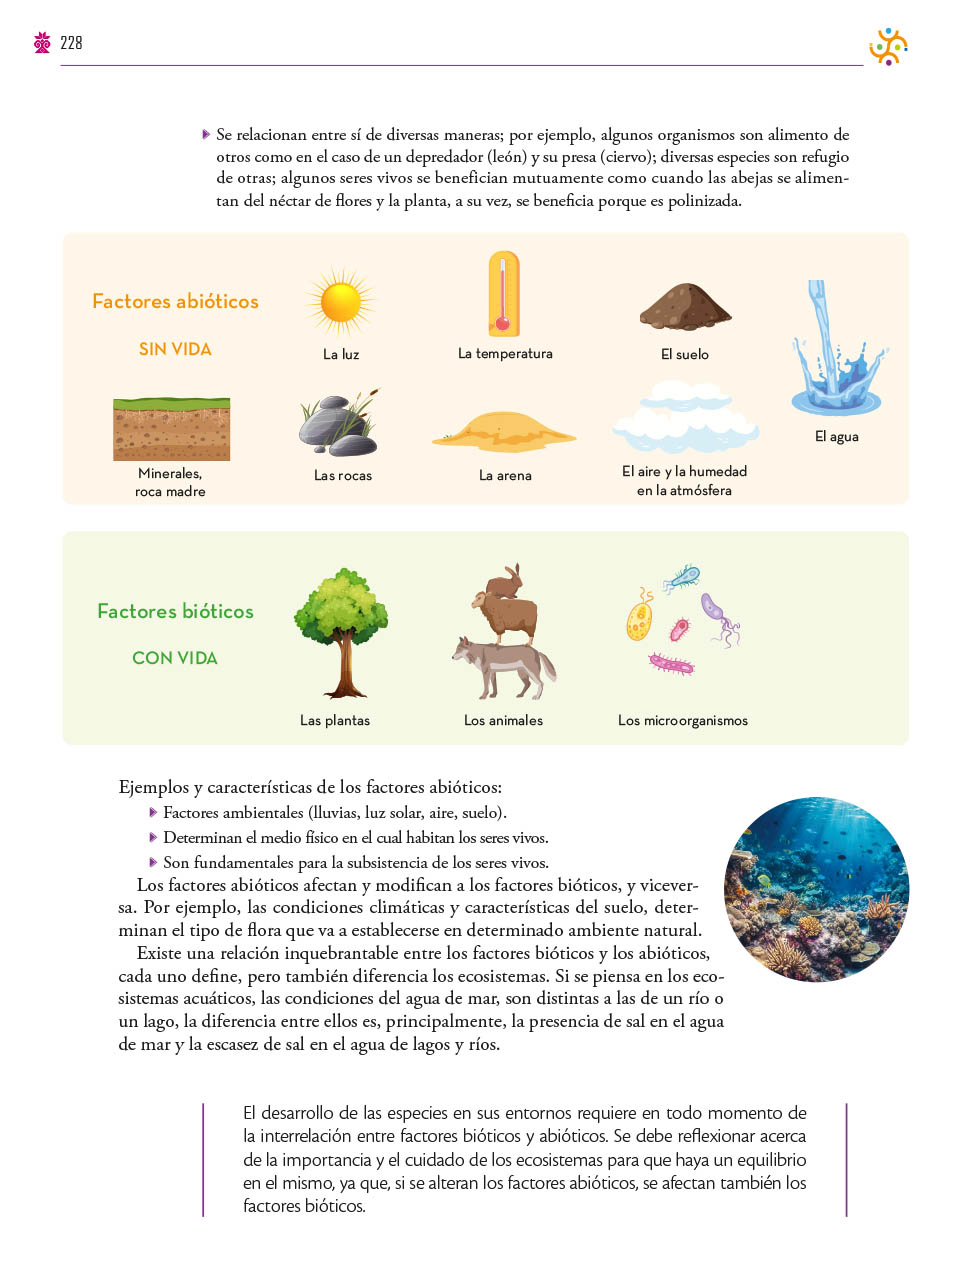 228
Se relacionan entre sí de diversas maneras; por ejemplo, algunos organismos son alimento de
otros como en el caso de un depredador (león) y su presa (ciervo); diversas especies son refugio
de otras; algunos seres vivos se benefician mutuamente como cuando las abejas se alimen-
tan del néctar de flores y la planta, a su vez, se beneficia porque es polinizada.
Factores abióticos
SIN VIDA
La luz
La temperatura
El suelo
El agua
Minerales,
roca madre
Las rocas
La arena
El aire y la humedad
en la atmósfera
Factores bióticos
CON VIDA
Las plantas
Los animales
Los microorganismos
Ejemplos y características de los factores abióticos:
Factores ambientales (lluvias, luz solar, aire, suelo).
Determinan el medio físico en el cual habitan los seres vivos.
Son fundamentales para la subsistencia de los seres vivos.
Los factores abióticos afectan y modifican a los factores bióticos, y vicever-
sa. Por ejemplo, las condiciones climáticas y características del suelo, deter-
minan el tipo de flora que va a establecerse en determinado ambiente natural.
Existe una relación inquebrantable entre los factores bióticos y los abióticos,
cada uno define, pero también diferencia los ecosistemas. Si se piensa en los eco-
sistemas acuáticos, las condiciones del agua de mar, son distintas a las de un río o
un lago, la diferencia entre ellos es, principalmente, la presencia de sal en el agua
de mar y la escasez de sal en el agua de lagos y ríos.
El desarrollo de las especies en sus entornos requiere en todo momento de
la interrelación entre factores bióticos y abióticos. Se debe reflexionar acerca
de la importancia y el cuidado de los ecosistemas para que haya un equilibrio
en el mismo, ya que, si se alteran los factores abióticos, se afectan también los
factores bióticos.